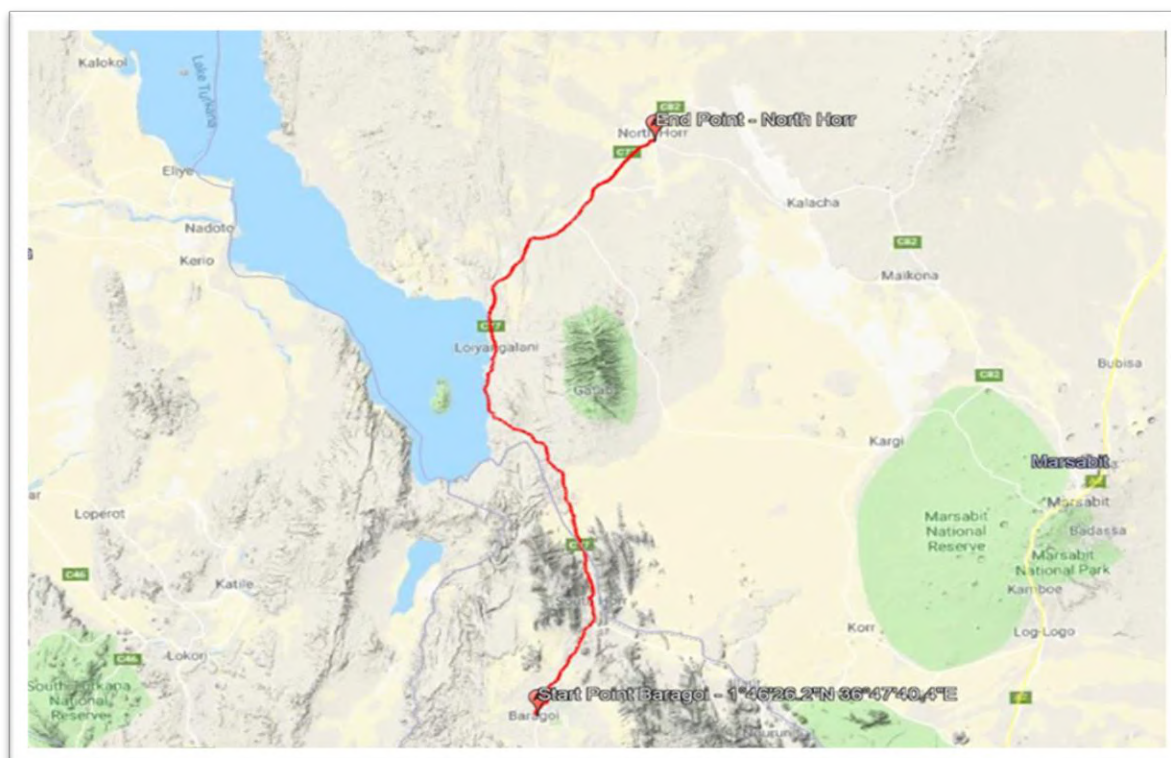 Kalokol
Lake Turkana
C82
End Point - North Horr
North Horr
C77
Eliye
Kalacha
Nadoto
Kerio
C82
Maikona
C77
Loiyangalani
Bubisa
C82
Kargi
Marsabit
Loperot
Marsabit
Marsabit
National
Reserve
Badassa
Marsabit
National Park
C77
C46
Katile
Kamboe
Korr
Log-Logo
Lokori
C46
South Turkana
National
Reserve
Start Point Baragoi - 1°46'26.2"N 36°47'40.4"E
Baragoi